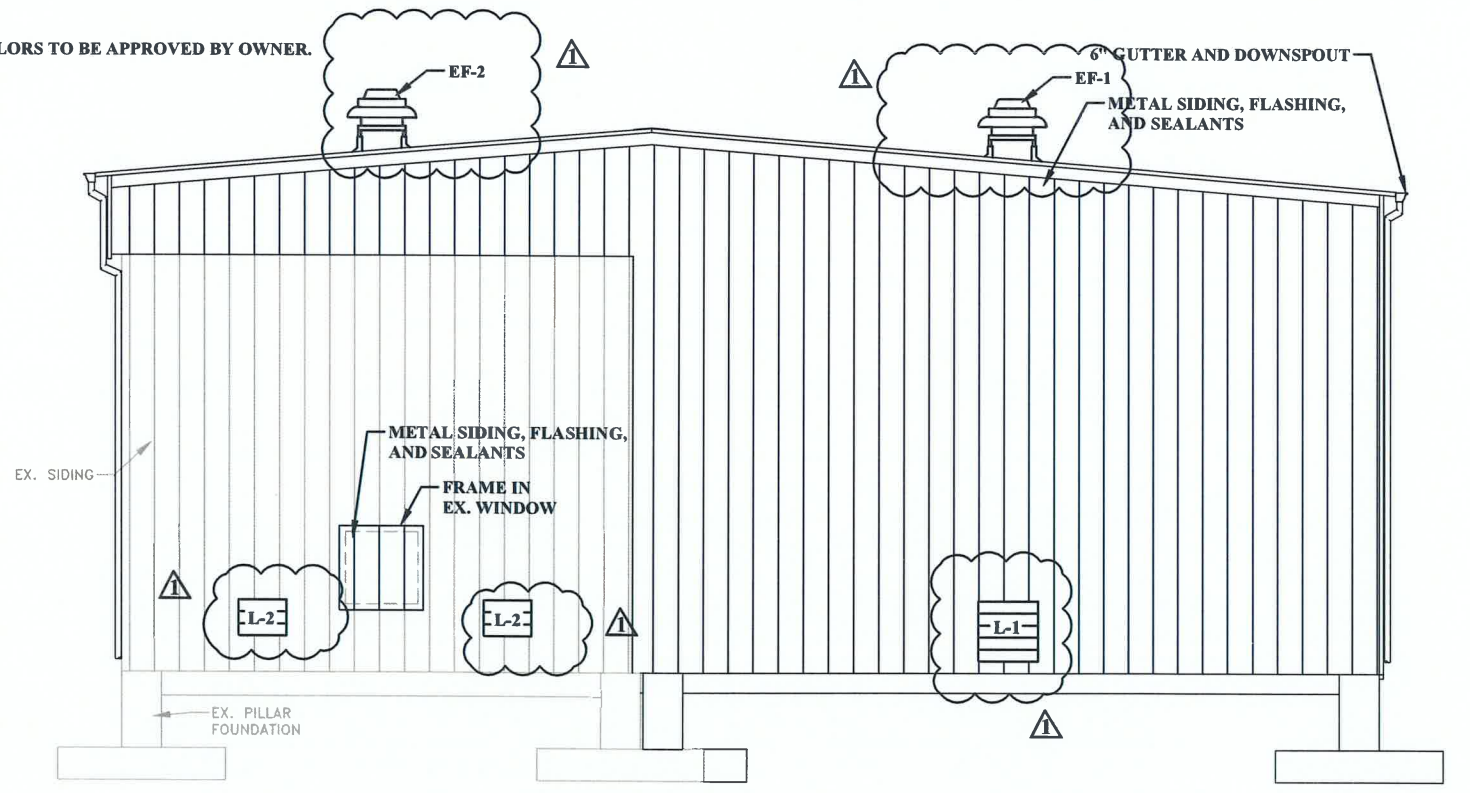 TO BE APPROVED BY OWNER.
1
EF-2
1
6" GUTTER AND DOWNSPOUT
EF-1
METAL SIDING, FLASHING,
AND SEALANTS
METAL SIDING, FLASHING,
AND SEALANTS
EX. SIDING
FRAME IN
EX. WINDOW
1
L-2
L-2
1
L-1
EX. PILLAR
FOUNDATION
1